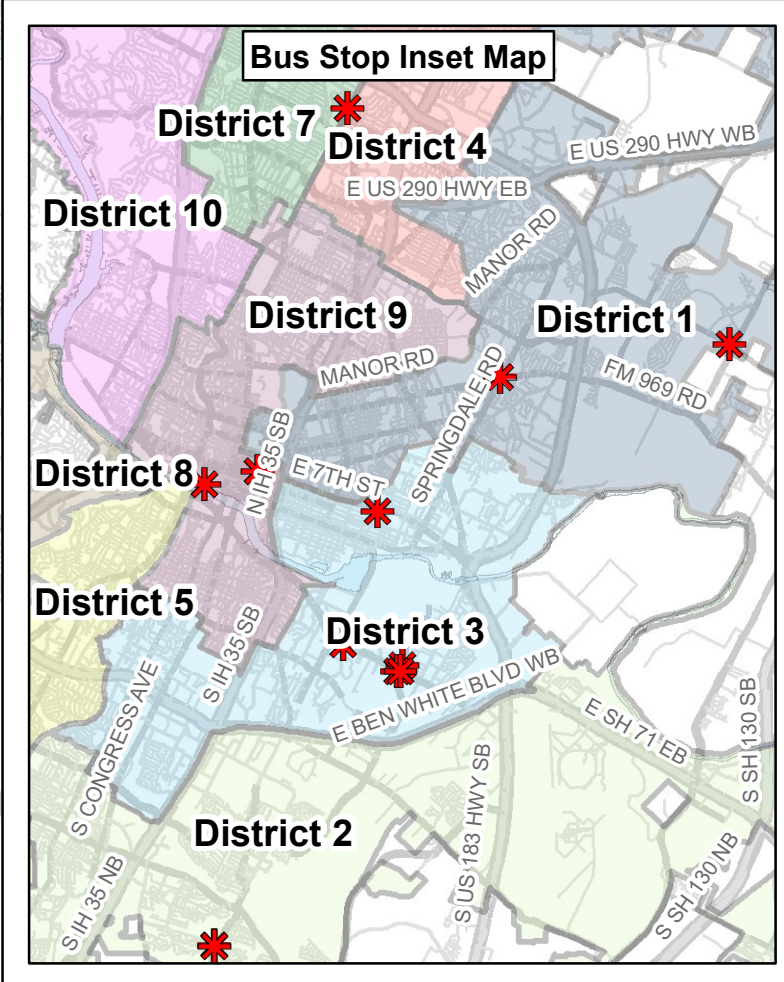 Bus Stop Inset Map
District 7
District 4
E US 290 HWY WB
E US 290 HWY EB
District 10
MANOR RD
District 9
District 1
MANOR RD
FM 969 RD
SPRINGDALE RD
N IH 35 SB
District 8
E 7TH ST
District 5
District 3
S IH 35 SB
E BEN WHITE BLVD WB
S CONGRESS AVE
E SH 71 EB
S SH 130 SB
District 2
S US 183 HWY SB
S IH 35 NB
S SH 130 NB